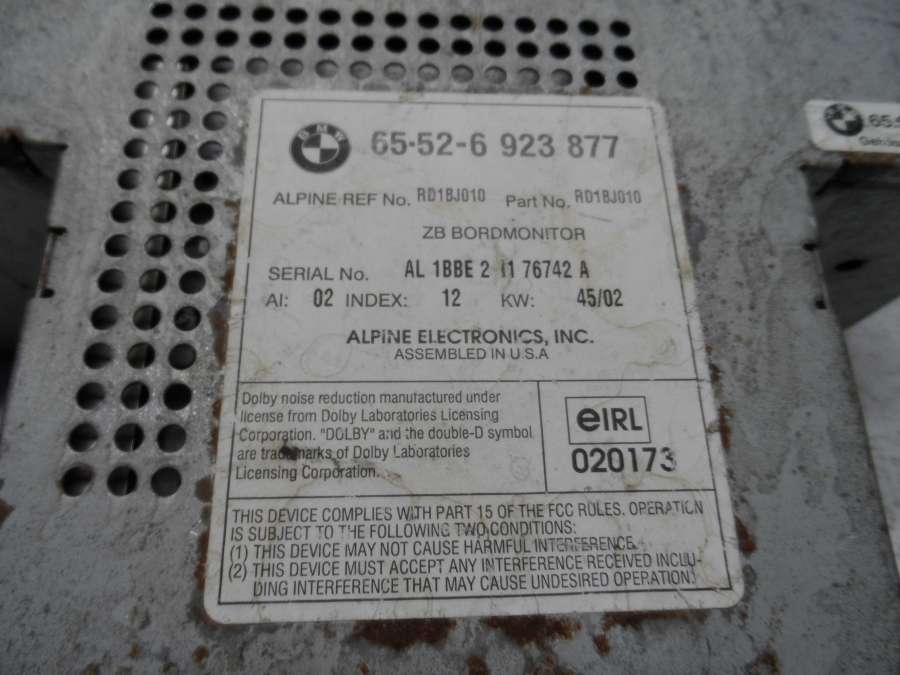 BMW
65-52-6 923 877
ALPINE REF No. RD1BJ010 Part No. RD1BJ010
ZB BORDMONITOR
SERIAL No. AL 1BBE 2 I1 76742 A
AI: 02 INDEX: 12 KW: 45/02
ALPINE ELECTRONICS, INC.
ASSEMBLED IN U.S.A
Dolby noise reduction manufactured under
license from Dolby Laboratories Licensing
Corporation. "DOLBY" and the double-D symbol
are trademarks of Dolby Laboratories
Licensing Corporation.
eIRL
020173
THIS DEVICE COMPLIES WITH PART 15 OF THE FCC RULES. OPERATION
IS SUBJECT TO THE FOLLOWING TWO CONDITIONS:
(1) THIS DEVICE MAY NOT CAUSE HARMFUL INTERFERENCE.
(2) THIS DEVICE MUST ACCEPT ANY INTERFERENCE RECEIVED INCLU-
DING INTERFERENCE THAT MAY CAUSE UNDESIRED OPERATION.